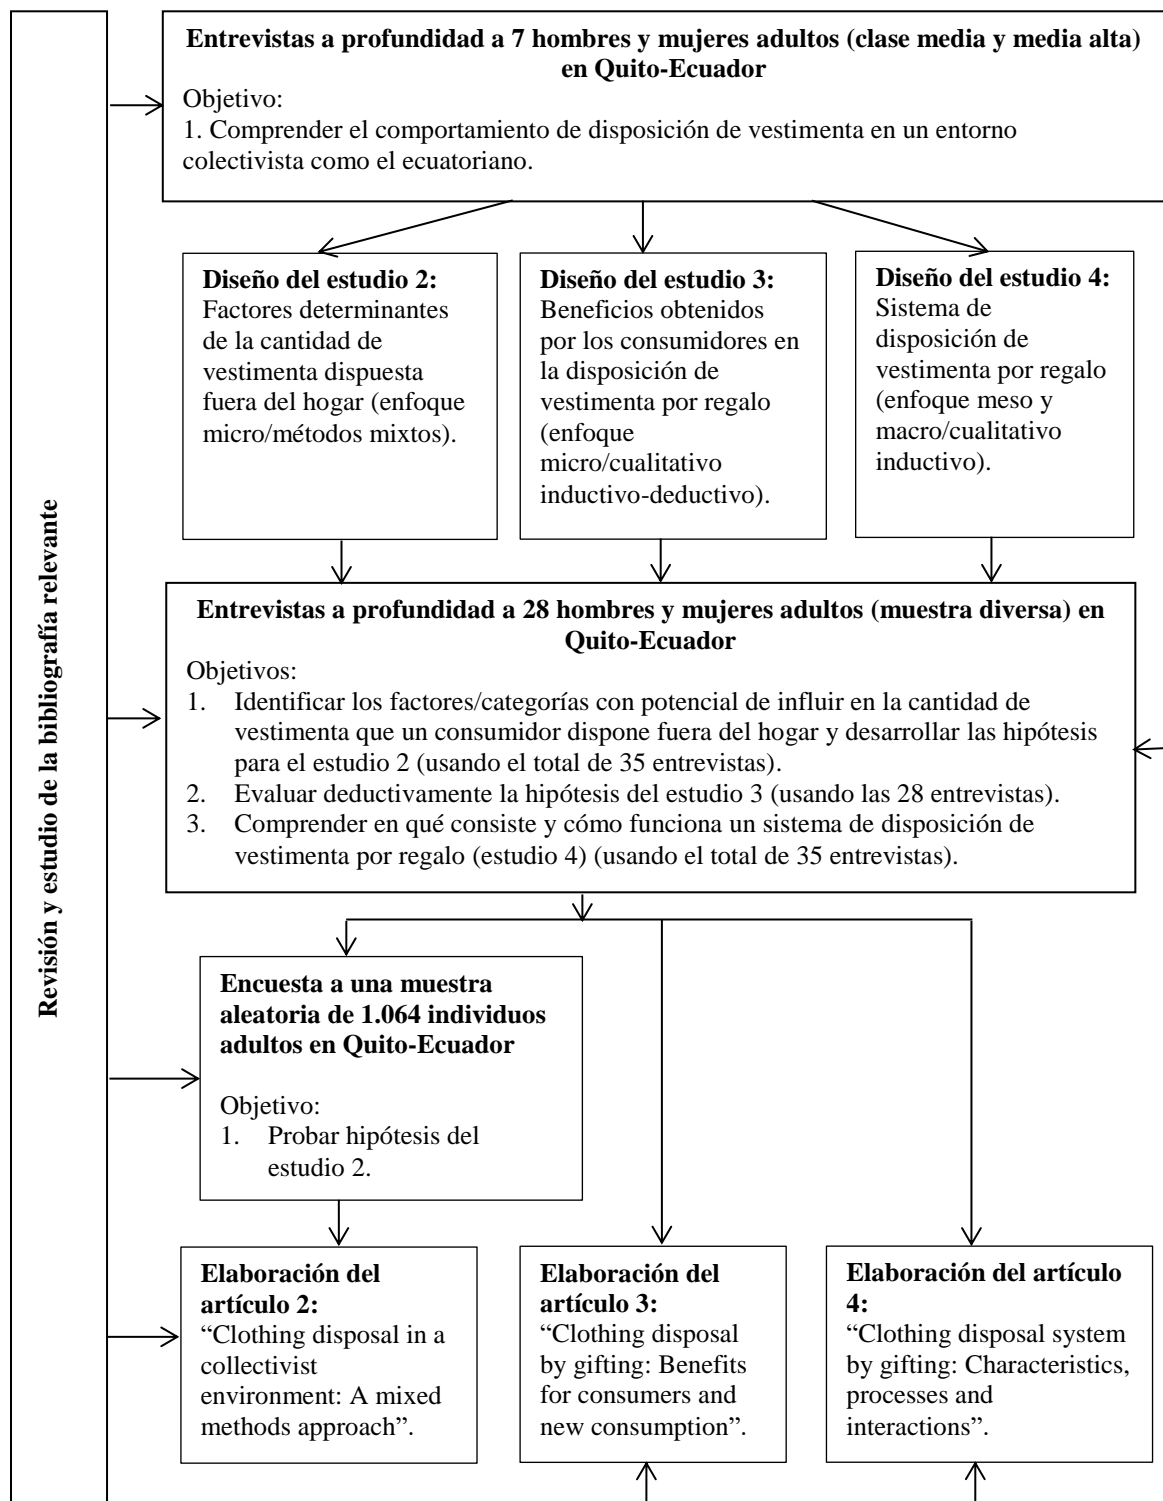 Revisión y estudio de la bibliografía relevante
Entrevistas a profundidad a 7 hombres y mujeres adultos (clase media y media alta)
en Quito-Ecuador
Objetivo:
1. Comprender el comportamiento de disposición de vestimenta en un entorno
colectivista como el ecuatoriano.
Diseño del estudio 2:
Factores determinantes
de la cantidad de
vestimenta dispuesta
fuera del hogar (enfoque
micro/métodos mixtos).
Diseño del estudio 3:
Beneficios obtenidos
por los consumidores en
la disposición de
vestimenta por regalo
(enfoque
micro/cualitativo
inductivo-deductivo).
Diseño del estudio 4:
Sistema de
disposición de
vestimenta por regalo
(enfoque meso y
macro/cualitativo
inductivo).
Entrevistas a profundidad a 28 hombres y mujeres adultos (muestra diversa) en
Quito-Ecuador
Objetivos:
1. Identificar los factores/categorías con potencial de influir en la cantidad de
vestimenta que un consumidor dispone fuera del hogar y desarrollar las hipótesis
para el estudio 2 (usando el total de 35 entrevistas).
2. Evaluar deductivamente la hipótesis del estudio 3 (usando las 28 entrevistas).
3. Comprender en qué consiste y cómo funciona un sistema de disposición de
vestimenta por regalo (estudio 4) (usando el total de 35 entrevistas).
Encuesta a una muestra
aleatoria de 1.064 individuos
adultos en Quito-Ecuador
Objetivo:
1. Probar hipótesis del
estudio 2.
Elaboración del
artículo 2:
“Clothing disposal in a
collectivist
environment: A mixed
methods approach”.
Elaboración del
artículo 3:
“Clothing disposal
by gifting: Benefits
for consumers and
new consumption”.
Elaboración del artículo
4:
“Clothing disposal system
by gifting: Characteristics,
processes and
interactions”.